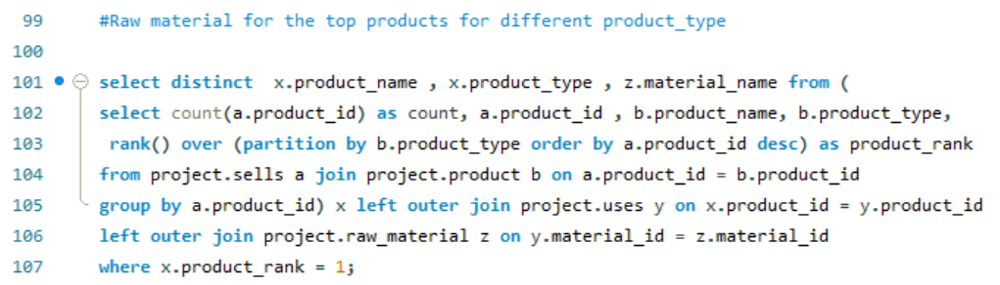 99 #Raw material for the top products for different product_type
100
101 select distinct x.product_name , x.product_type , z.material_name from (
102 select count(a.product_id) as count, a.product_id , b.product_name, b.product_type,
103 rank() over (partition by b.product_type order by a.product_id desc) as product_rank
104 from project.sells a join project.product b on a.product_id = b.product_id
105 group by a.product_id) x left outer join project.uses y on x.product_id = y.product_id
106 left outer join project.raw_material z on y.material_id = z.material_id
107 where x.product_rank = 1;